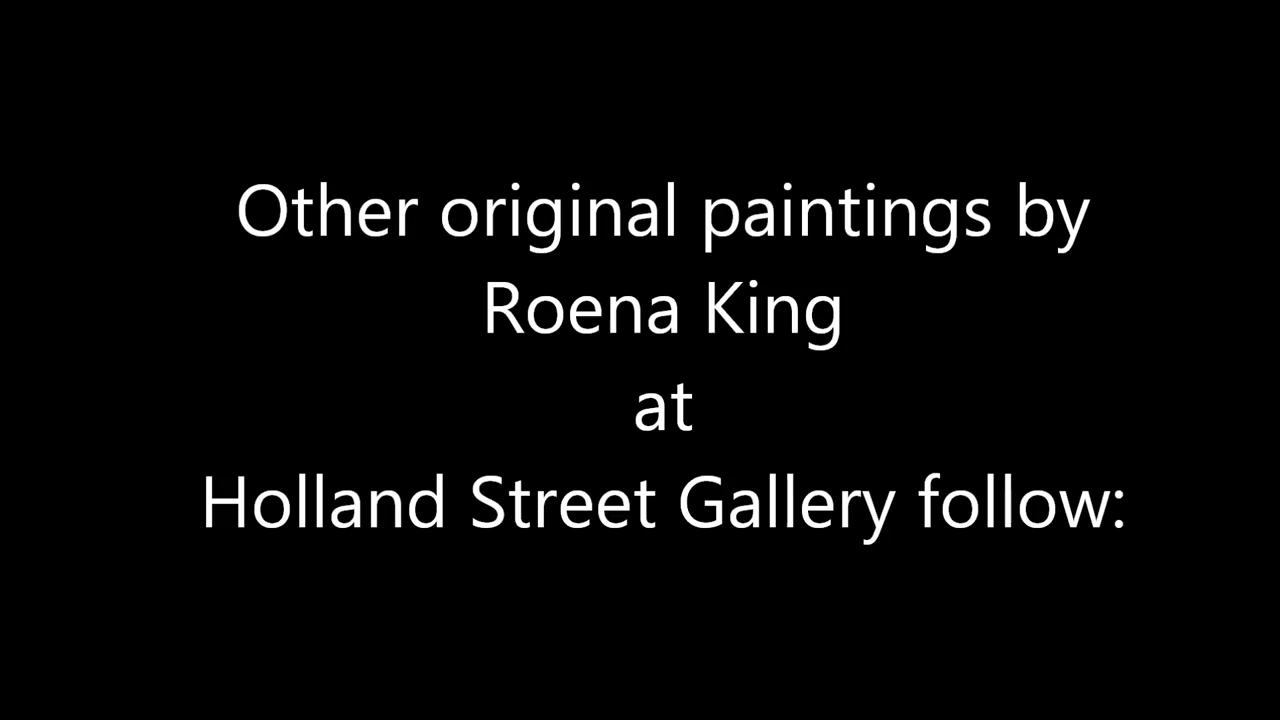 Other original paintings by
Roena King
at
Holland Street Gallery follow: